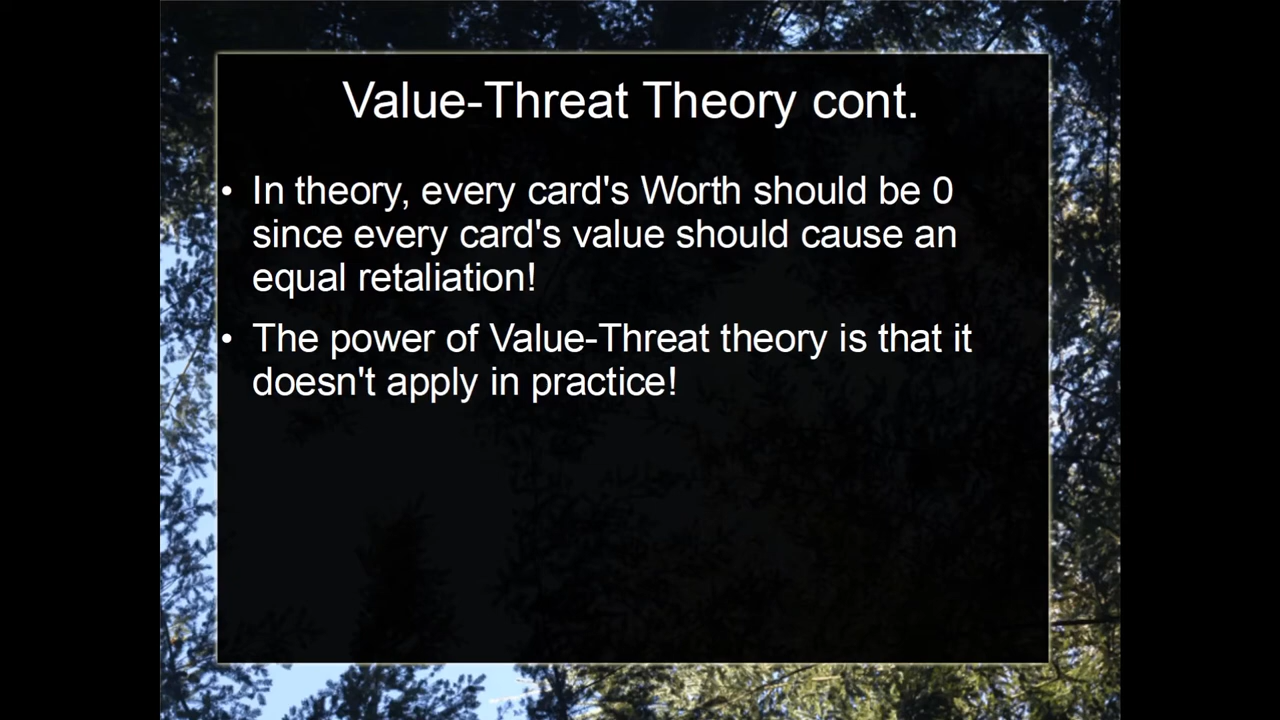 Value-Threat Theory cont.
• In theory, every card's Worth should be 0
since every card's value should cause an
equal retaliation!
• The power of Value-Threat theory is that it
doesn't apply in practice!